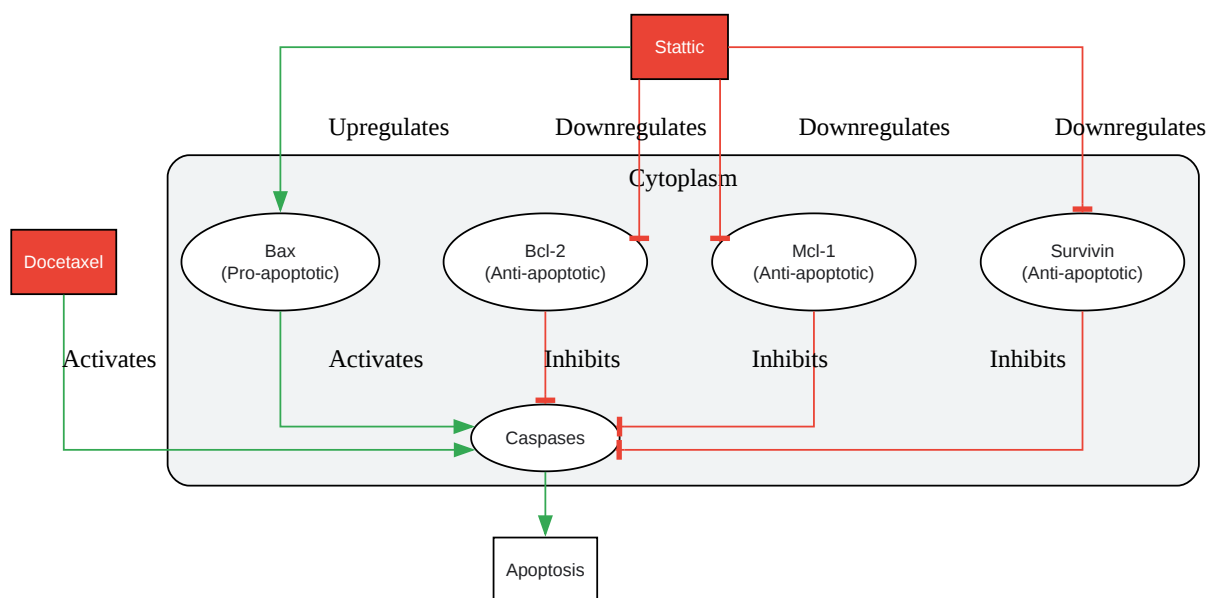 Stattic
Upregulates
Downregulates
Downregulates
Downregulates
Cytoplasm
Docetaxel
Bax
(Pro-apoptotic)
Bcl-2
(Anti-apoptotic)
Mcl-1
(Anti-apoptotic)
Survivin
(Anti-apoptotic)
Activates
Activates
Inhibits
Inhibits
Inhibits
Caspases
Apoptosis